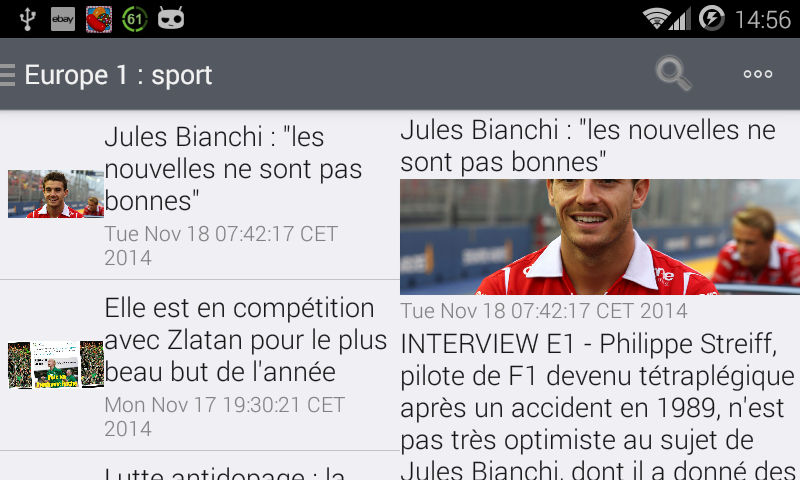 ebay
61
14:56
Europe 1 : sport
Jules Bianchi : "les
nouvelles ne sont pas
bonnes"
Tue Nov 18 07:42:17 CET
2014
Elle est en compétition
avec Zlatan pour le plus
beau but de l'année
Mon Nov 17 19:30:21 CET
2014
Lutte antidopage : la
Jules Bianchi : "les nouvelles ne
sont pas bonnes"
Tue Nov 18 07:42:17 CET 2014
INTERVIEW E1 - Philippe Streiff,
pilote de F1 devenu tétraplégique
après un accident en 1989, n'est
pas très optimiste au sujet de
Jules Bianchi, dont il a donné des